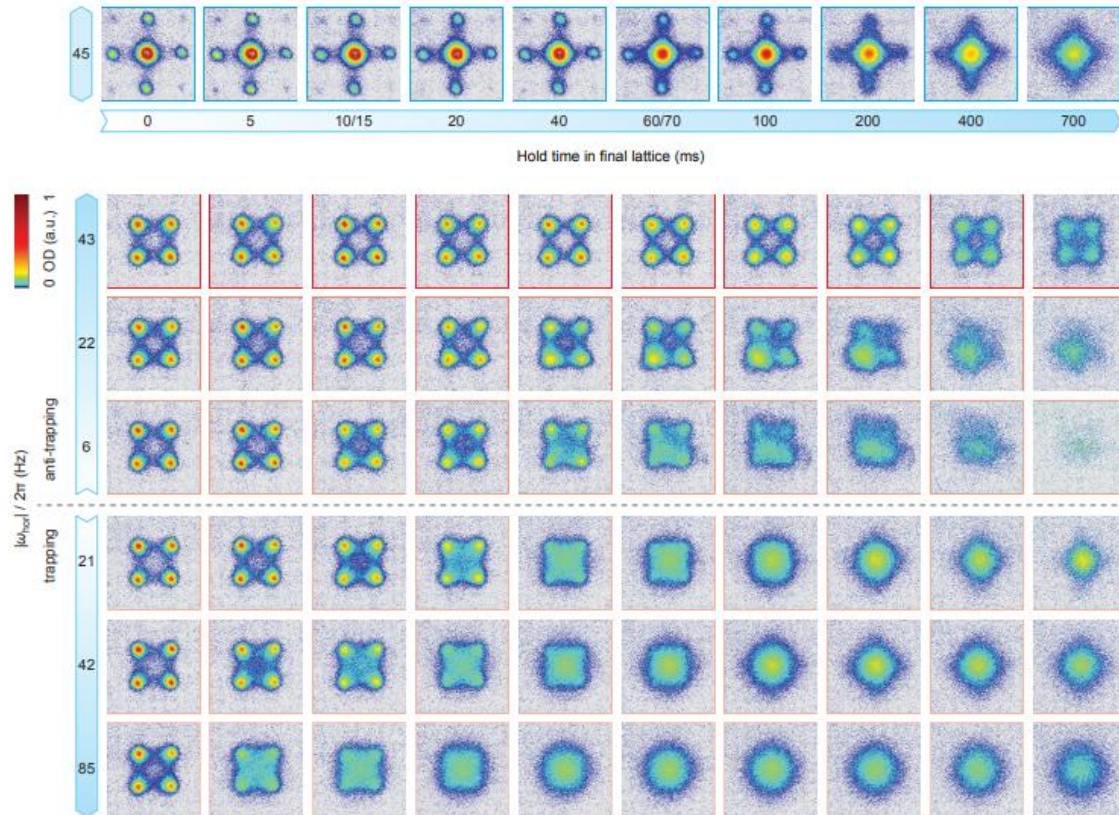 45
0 5 10/15 20 40 60/70 100 200 400 700
Hold time in final lattice (ms)
0 OD (a.u.) 1
|ω_hor| / 2π (Hz)
anti-trapping
43
22
6
trapping
21
42
85